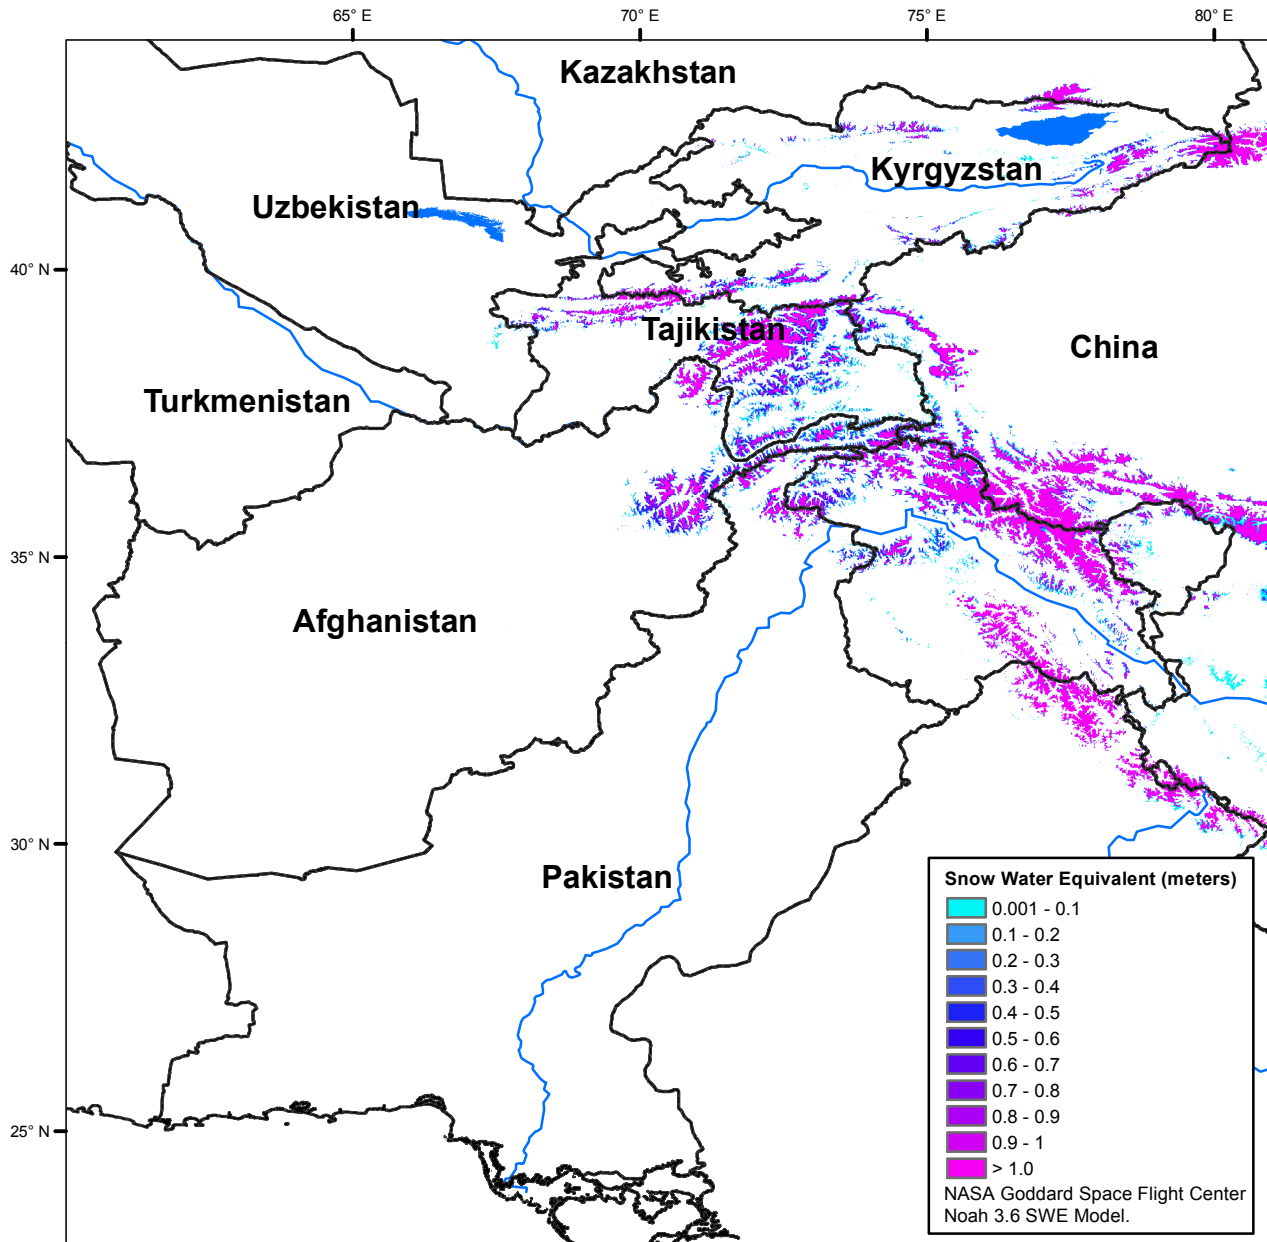 65° E
70° E
75° E
80° E
Kazakhstan
Kyrgyzstan
Uzbekistan
40° N
Tajikistan
China
Turkmenistan
35° N
Afghanistan
30° N
Pakistan
25° N
Snow Water Equivalent (meters)
0.001 - 0.1
0.1 - 0.2
0.2 - 0.3
0.3 - 0.4
0.4 - 0.5
0.5 - 0.6
0.6 - 0.7
0.7 - 0.8
0.8 - 0.9
0.9 - 1
> 1.0
NASA Goddard Space Flight Center
Noah 3.6 SWE Model.